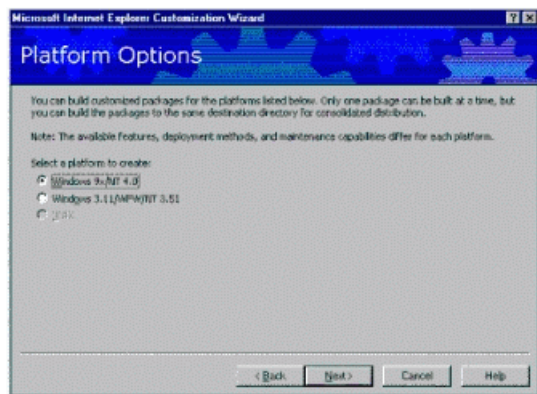 Microsoft Internet Explorer Customization Wizard
Platform Options
You can build customized packages for the platforms listed below. Only one package can be built at a time, but
you can build the packages to the same destination directory for consolidated distribution.
Note: The available features, deployment methods, and maintenance capabilities differ for each platform.
Select a platform to create:
Windows 9x/NT 4.0
Windows 3.11/WFW/NT 3.51
< Back
Next >
Cancel
Help